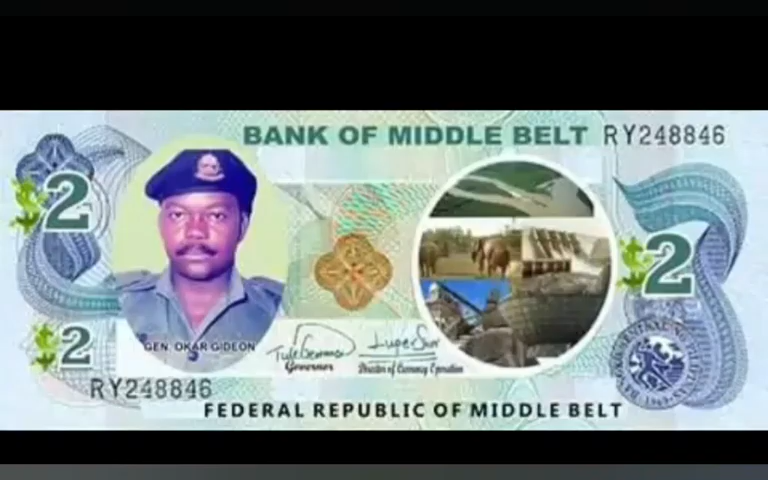 BANK OF MIDDLE BELT RY248846
2
2
GEN. OKAR GIDEON
2
Governor
Director of Currency Operation
RY248846
FEDERAL REPUBLIC OF MIDDLE BELT